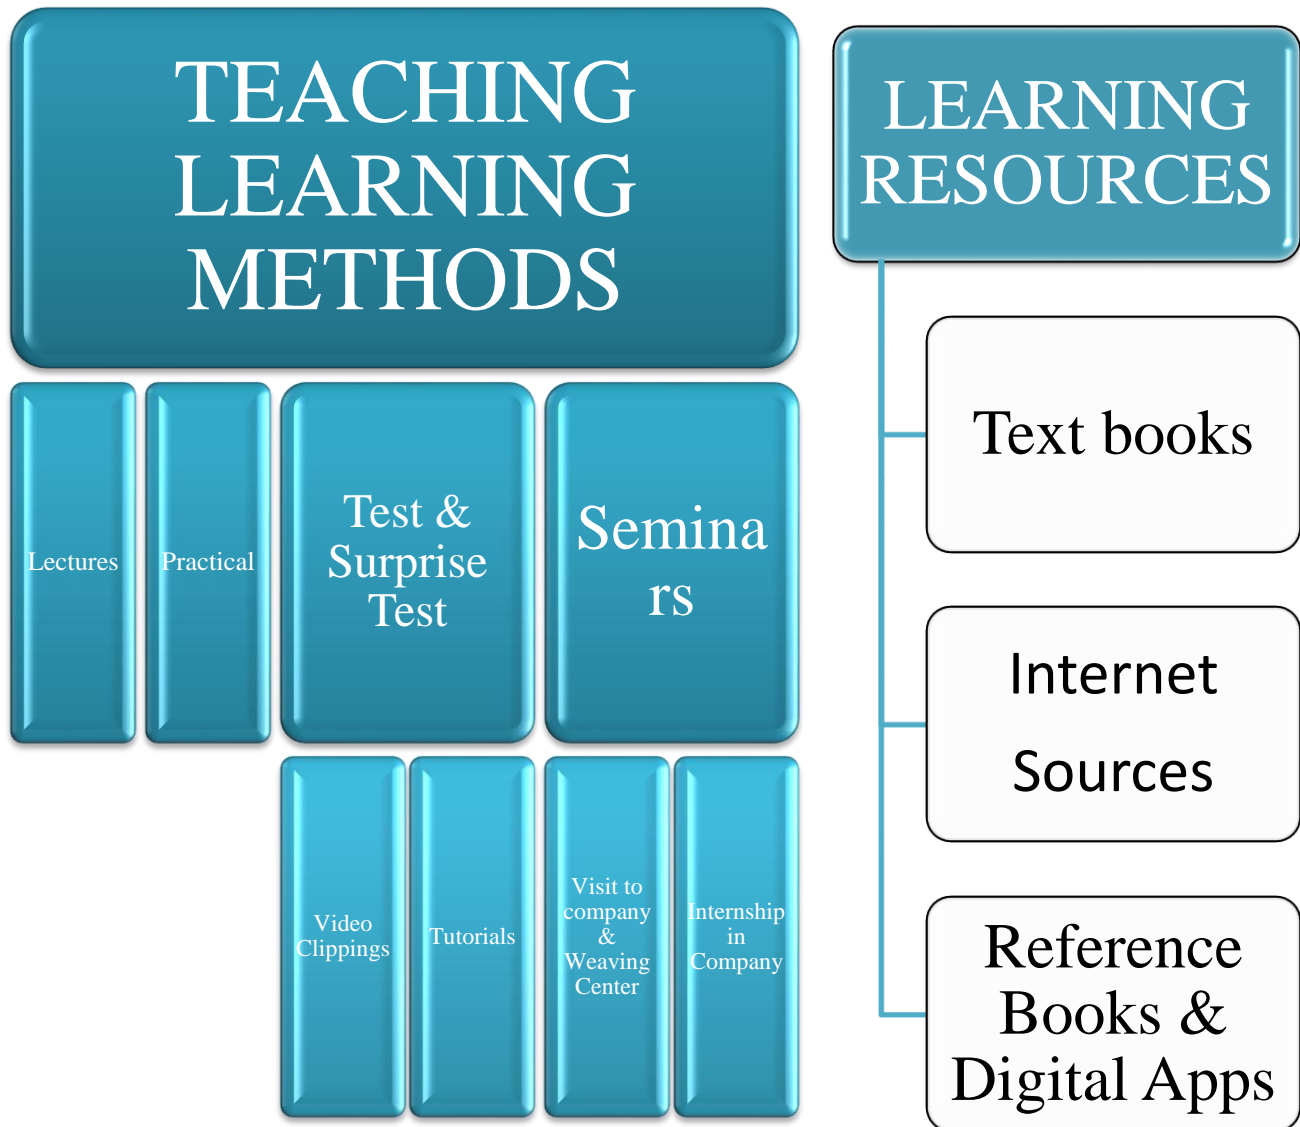 TEACHING
LEARNING
METHODS
Lectures
Practical
Test &
Surprise
Test
Semina
rs
Video
Clippings
Tutorials
Visit to
company
&
Weaving
Center
Internship
in
Company
LEARNING
RESOURCES
Text books
Internet
Sources
Reference
Books &
Digital Apps